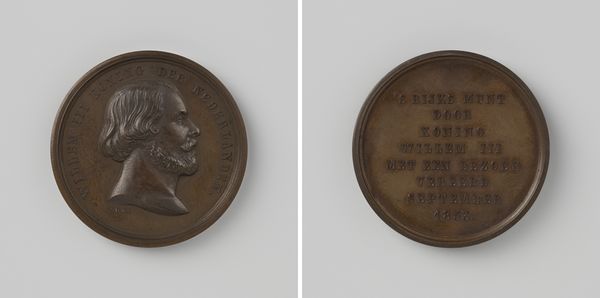 WILLEM III KONING DER NEDERLANDEN
'S RIJKS MUNT
DOOR
KONING
WILLEM III
MET EEN BEZOEK
VEREERD
SEPTEMBER